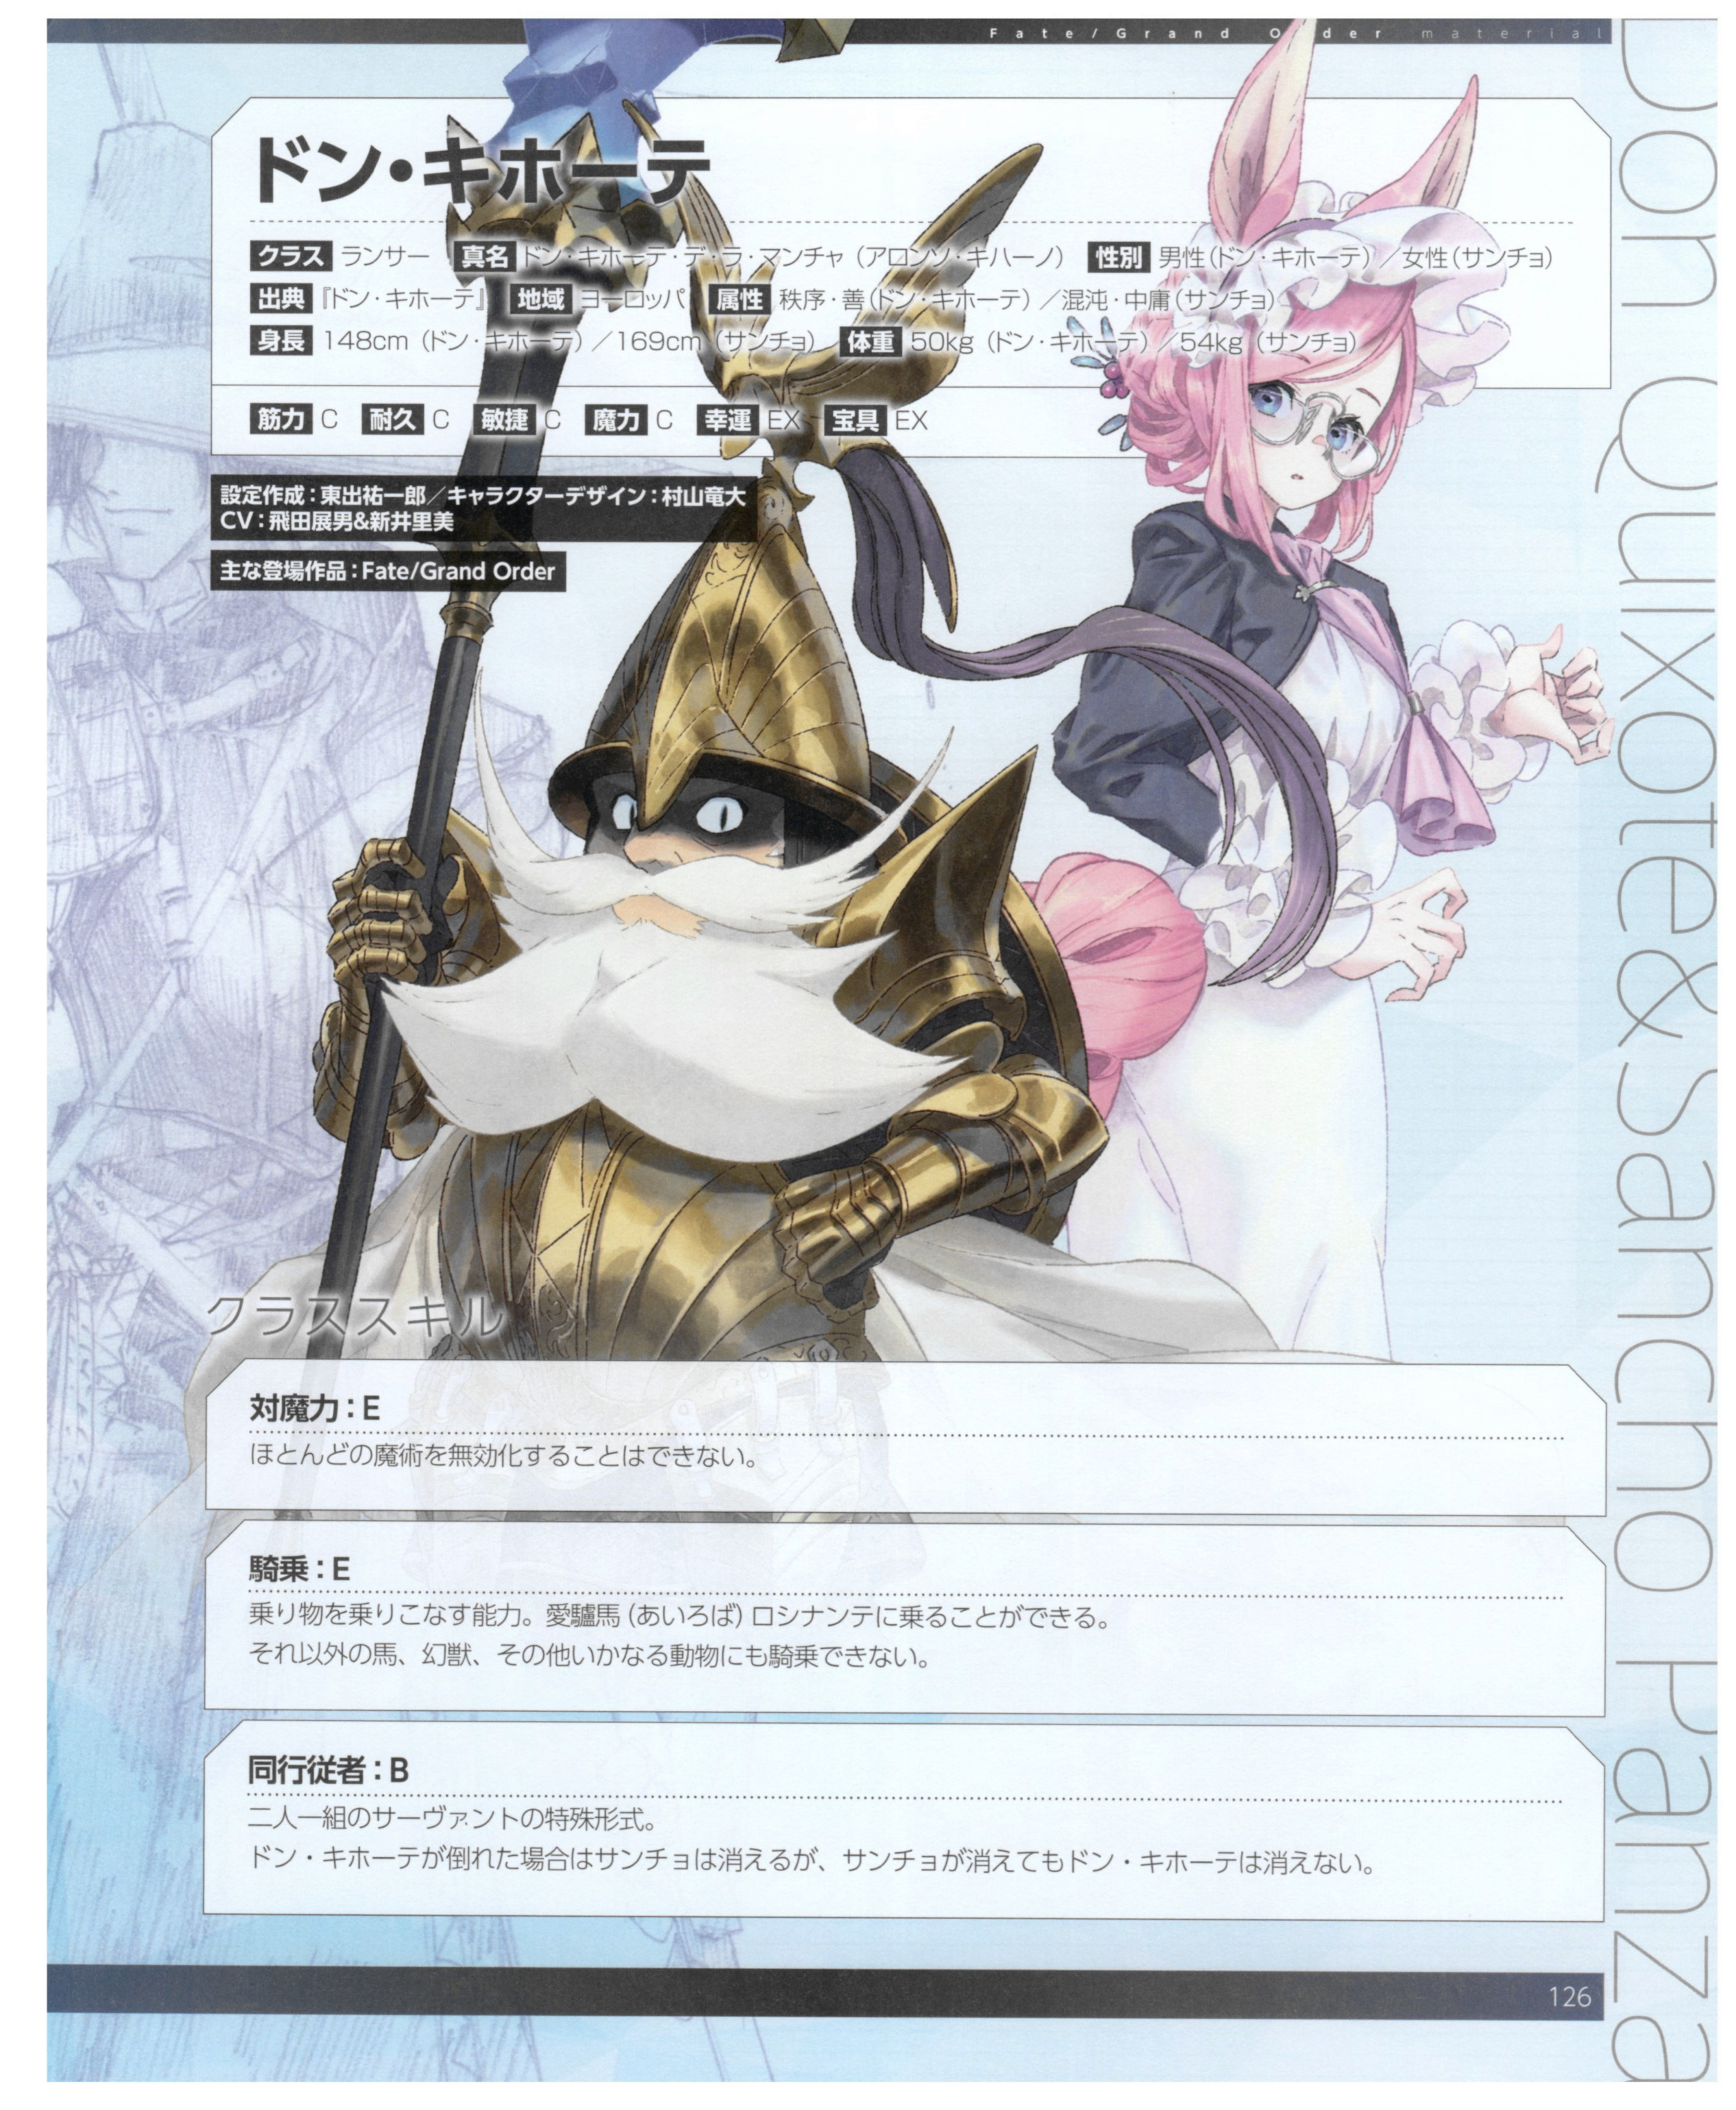 Fate/Grand Order material
ドン・キホーテ
クラス ランサー 真名 ドン・キホーテ・デ・ラ・マンチャ（アロンソ・キハーノ） 性別 男性（ドン・キホーテ）／女性（サンチョ）
出典 『ドン・キホーテ』 地域 ヨーロッパ 属性 秩序・善（ドン・キホーテ）／混沌・中庸（サンチョ）
身長 148cm（ドン・キホーテ）／169cm（サンチョ） 体重 50kg（ドン・キホーテ）／54kg（サンチョ）
筋力 C 耐久 C 敏捷 C 魔力 C 幸運 EX 宝具 EX
設定作成：東出祐一郎／キャラクターデザイン：村山竜大
CV：飛田展男&新井里美
主な登場作品：Fate/Grand Order
クラススキル
対魔力：E
ほとんどの魔術を無効化することはできない。
騎乗：E
乗り物を乗りこなす能力。愛驢馬（あいろば）ロシナンテに乗ることができる。
それ以外の馬、幻獣、その他いかなる動物にも騎乗できない。
同行従者：B
二人一組のサーヴァントの特殊形式。
ドン・キホーテが倒れた場合はサンチョは消えるが、サンチョが消えてもドン・キホーテは消えない。
126
Don Quixote&Sancho Panza